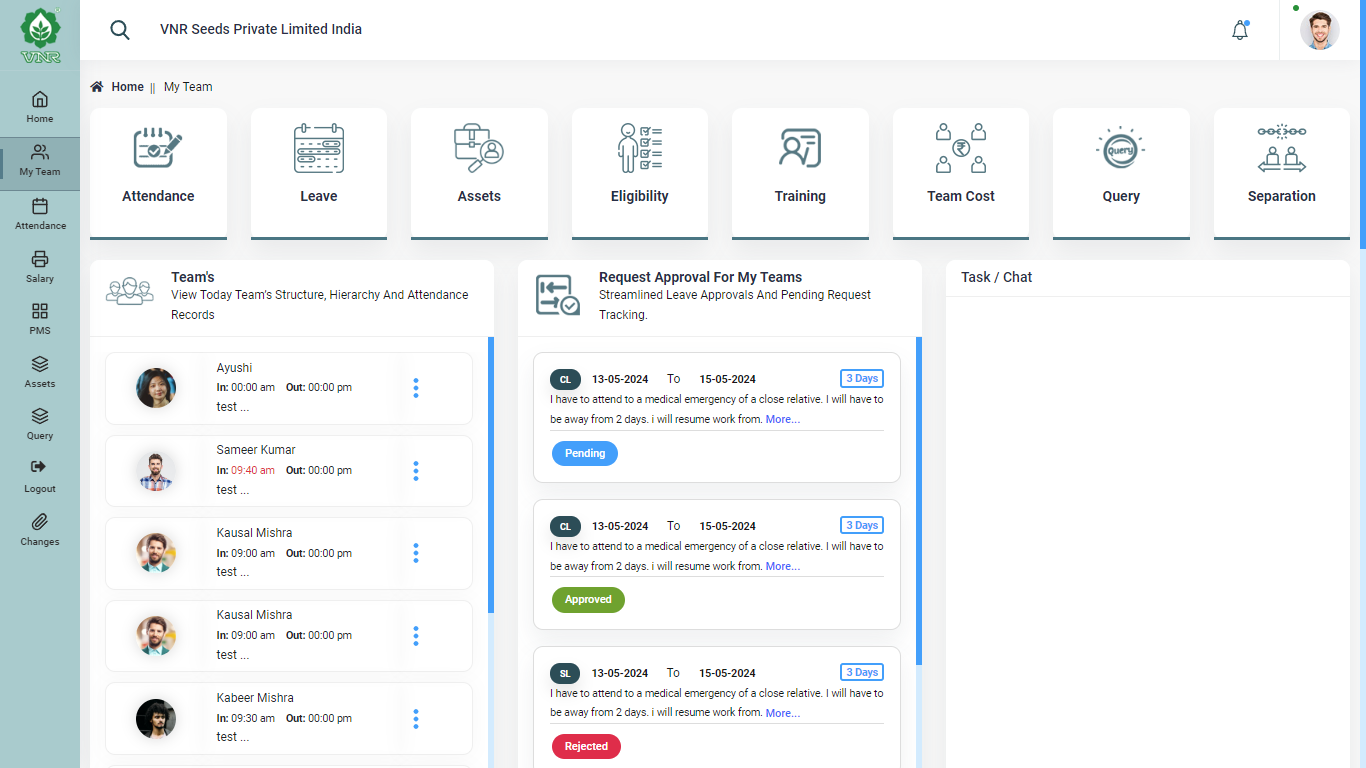 VNR
VNR Seeds Private Limited India
Home
My Team
Attendance
Salary
PMS
Assets
Query
Logout
Changes
Home || My Team
Attendance
Leave
Assets
Eligibility
Training
Team Cost
Query
Query
Separation
Team's
View Today Team's Structure, Hierarchy And Attendance
Records
Ayushi
In: 00:00 am Out: 00:00 pm
test ...
Sameer Kumar
In: 09:40 am Out: 00:00 pm
test ...
Kausal Mishra
In: 09:00 am Out: 00:00 pm
test ...
Kausal Mishra
In: 09:00 am Out: 00:00 pm
test ...
Kabeer Mishra
In: 09:30 am Out: 00:00 pm
test ...
Request Approval For My Teams
Streamlined Leave Approvals And Pending Request
Tracking.
CL 13-05-2024 To 15-05-2024 3 Days
I have to attend to a medical emergency of a close relative. I will have to
be away from 2 days. i will resume work from. More...
Pending
CL 13-05-2024 To 15-05-2024 3 Days
I have to attend to a medical emergency of a close relative. I will have to
be away from 2 days. i will resume work from. More...
Approved
SL 13-05-2024 To 15-05-2024 3 Days
I have to attend to a medical emergency of a close relative. I will have to
be away from 2 days. i will resume work from. More...
Rejected
Task / Chat